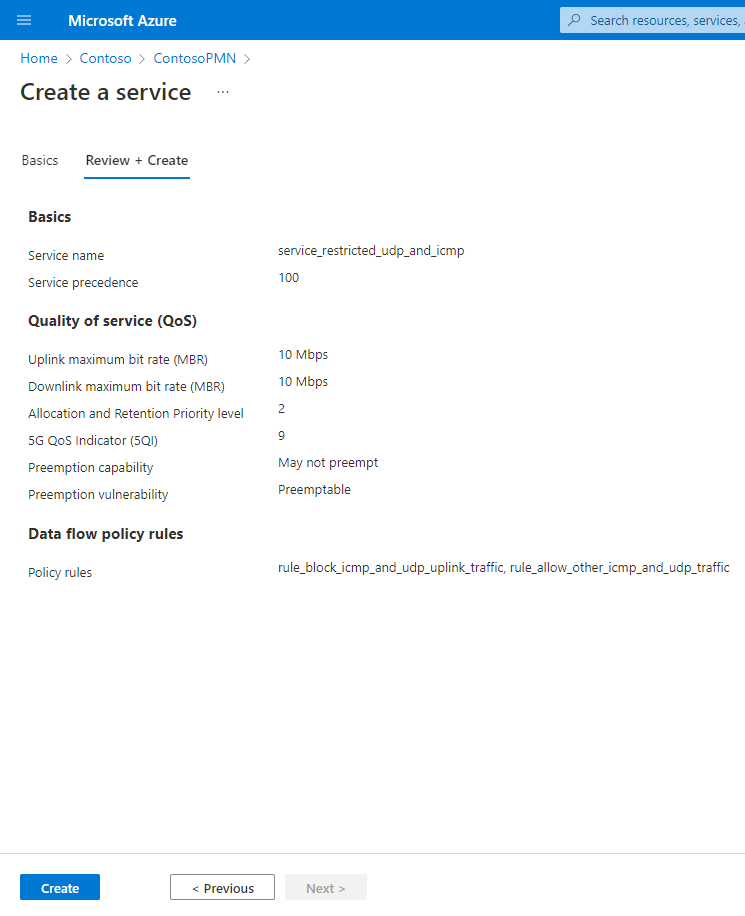 Microsoft Azure
Search resources, services,
Home > Contoso > ContosoPMN >
Create a service ...
Basics Review + Create
Basics
Service name service_restricted_udp_and_icmp
Service precedence 100
Quality of service (QoS)
Uplink maximum bit rate (MBR) 10 Mbps
Downlink maximum bit rate (MBR) 10 Mbps
Allocation and Retention Priority level 2
5G QoS Indicator (5QI) 9
Preemption capability May not preempt
Preemption vulnerability Preemptable
Data flow policy rules
Policy rules rule_block_icmp_and_udp_uplink_traffic, rule_allow_other_icmp_and_udp_traffic
Create < Previous Next >